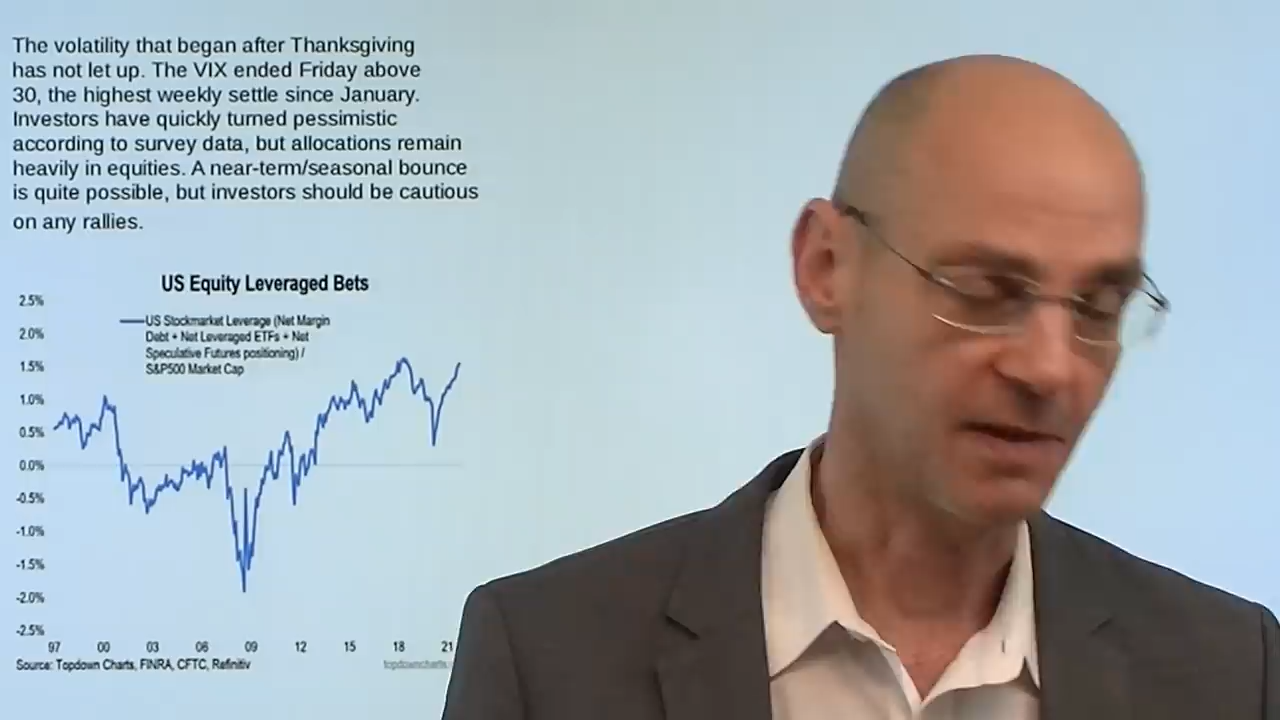 The volatility that began after Thanksgiving
has not let up. The VIX ended Friday above
30, the highest weekly settle since January.
Investors have quickly turned pessimistic
according to survey data, but allocations remain
heavily in equities. A near-term/seasonal bounce
is quite possible, but investors should be cautious
on any rallies.
US Equity Leveraged Bets
2.5%
2.0%
1.5%
1.0%
0.5%
0.0%
-0.5%
-1.0%
-1.5%
-2.0%
-2.5%
US Stockmarket Leverage (Net Margin
Debt + Net Leveraged ETFs + Net
Speculative Futures positioning) /
S&P500 Market Cap
97 00 03 06 09 12 15 18 21
Source: Topdown Charts, FINRA, CFTC, Refinitiv
topdowncharts.